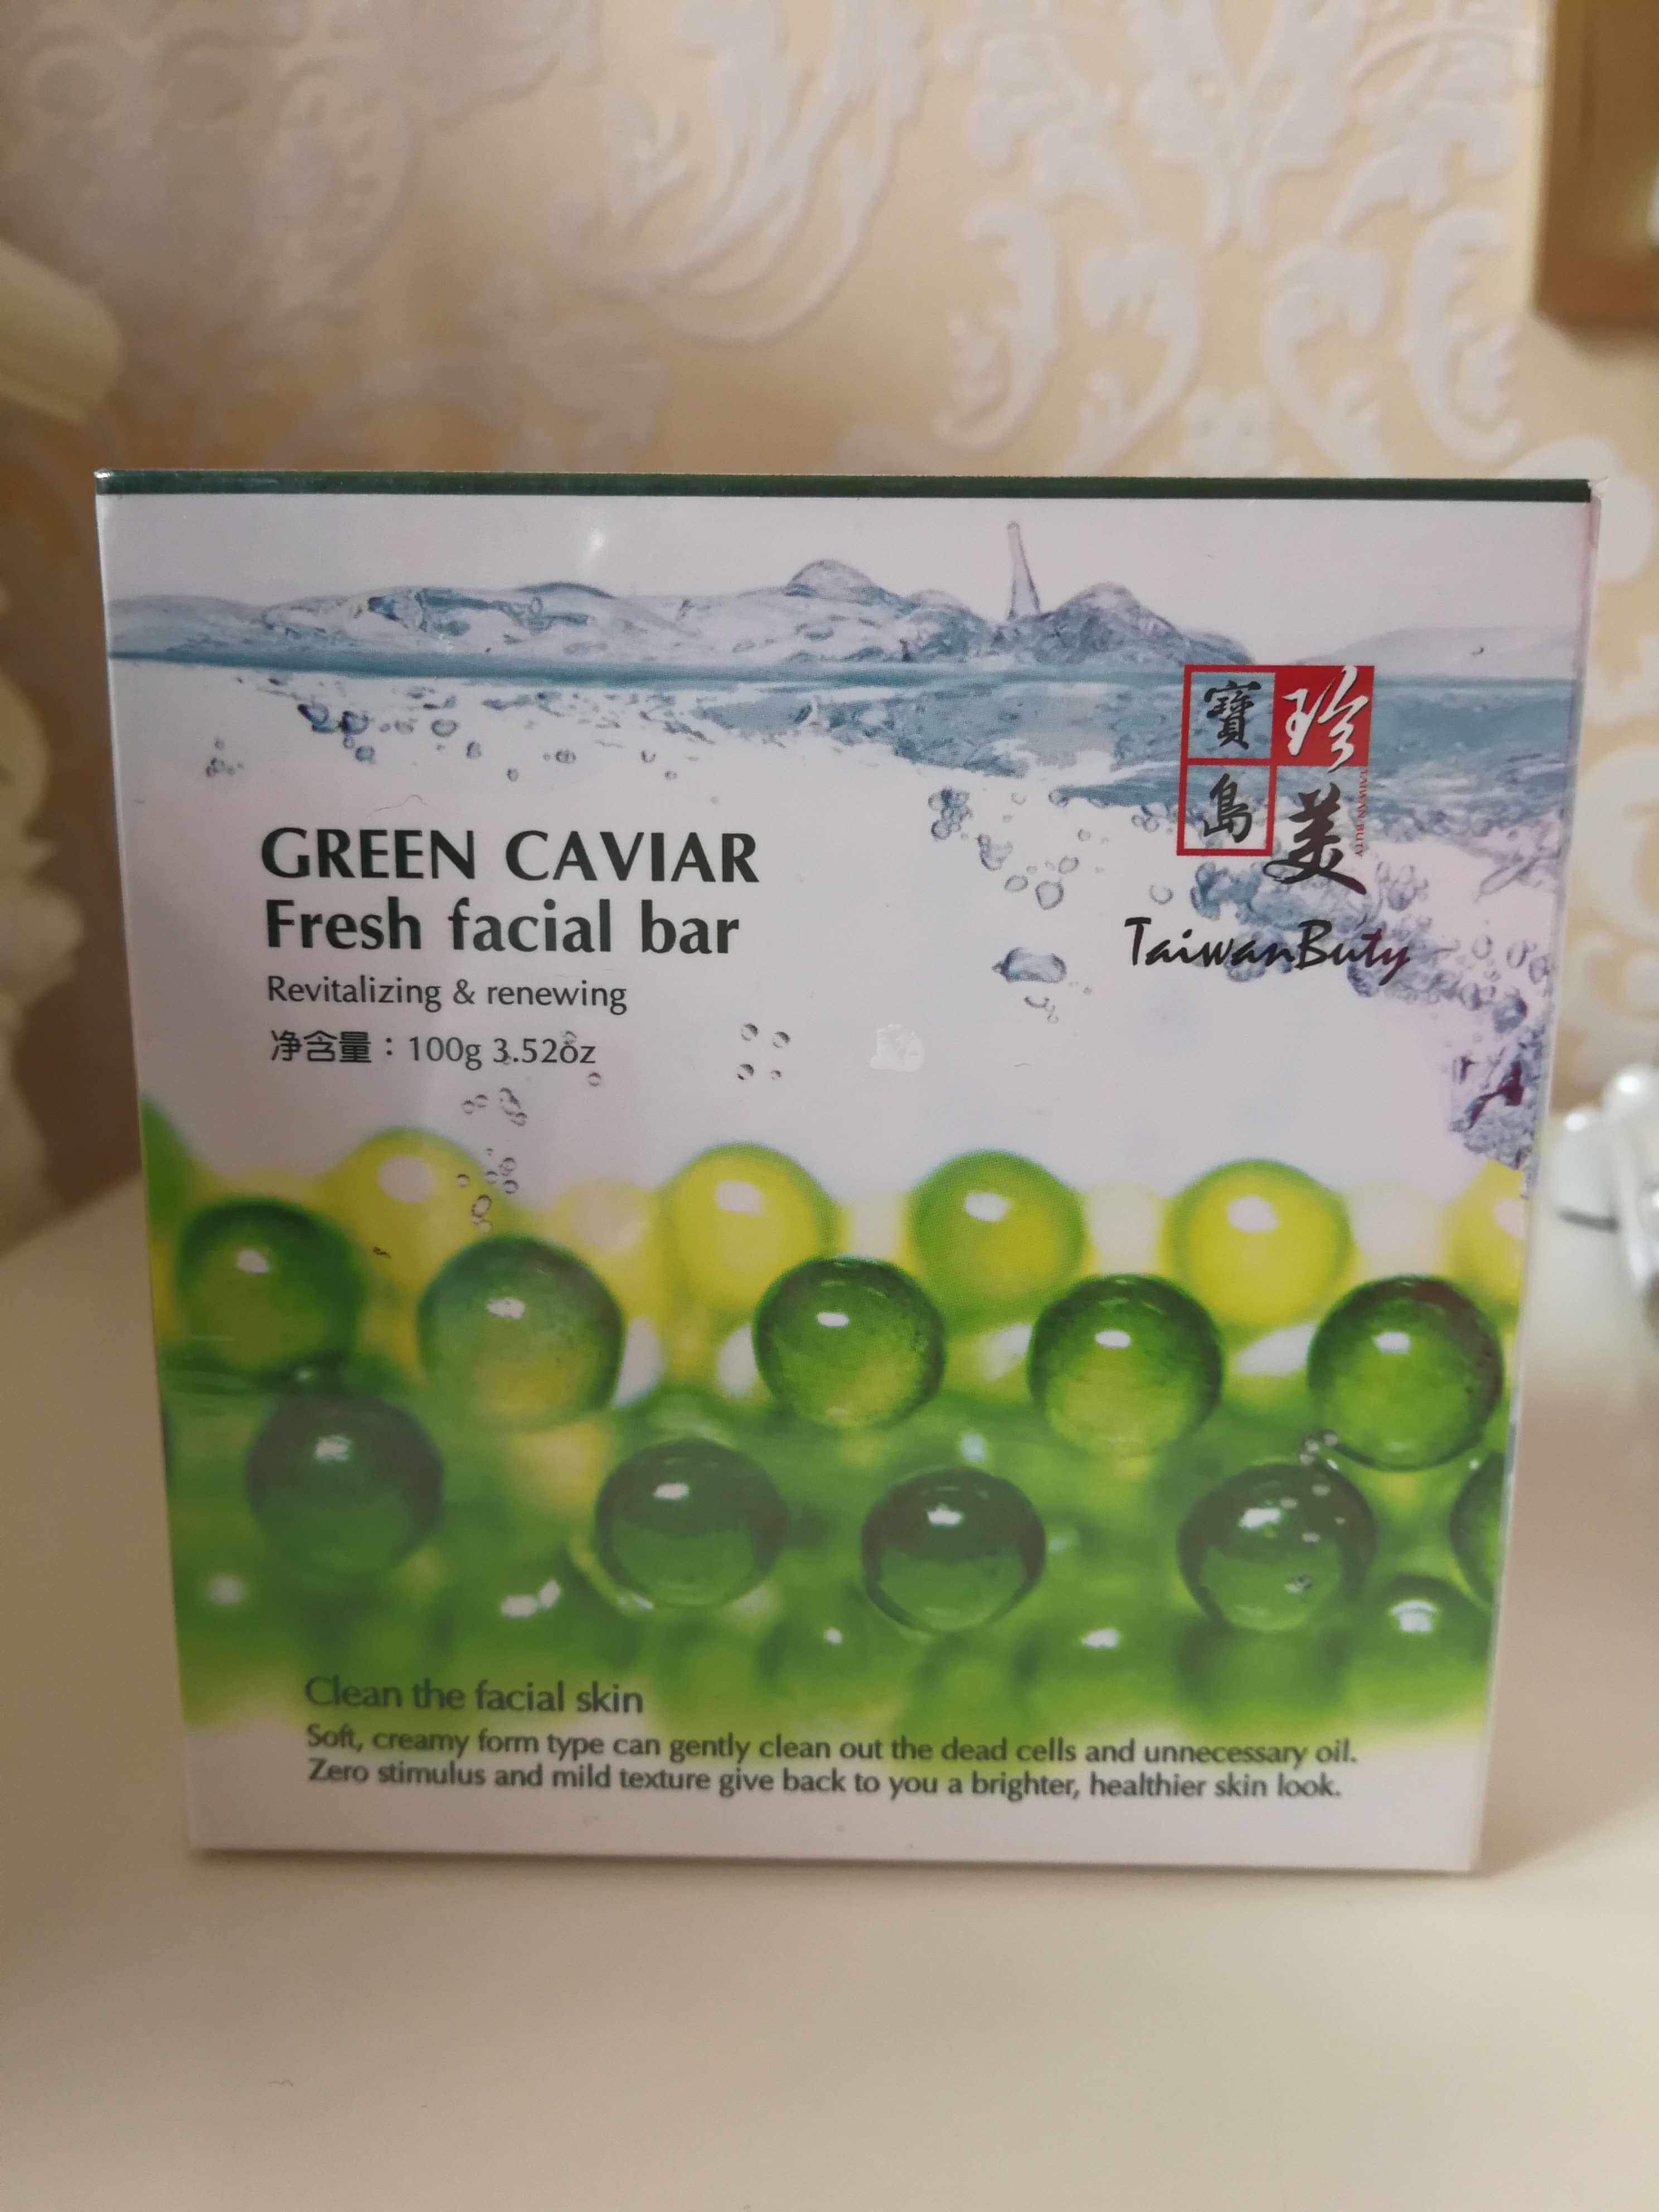 GREEN CAVIAR
Fresh facial bar
Revitalizing & renewing
净含量：100g 3.52oz
珍美
寶島
TAIWAN BUTY
TaiwanButy
Clean the facial skin
Soft, creamy form type can gently clean out the dead cells and unnecessary oil.
Zero stimulus and mild texture give back to you a brighter, healthier skin look.